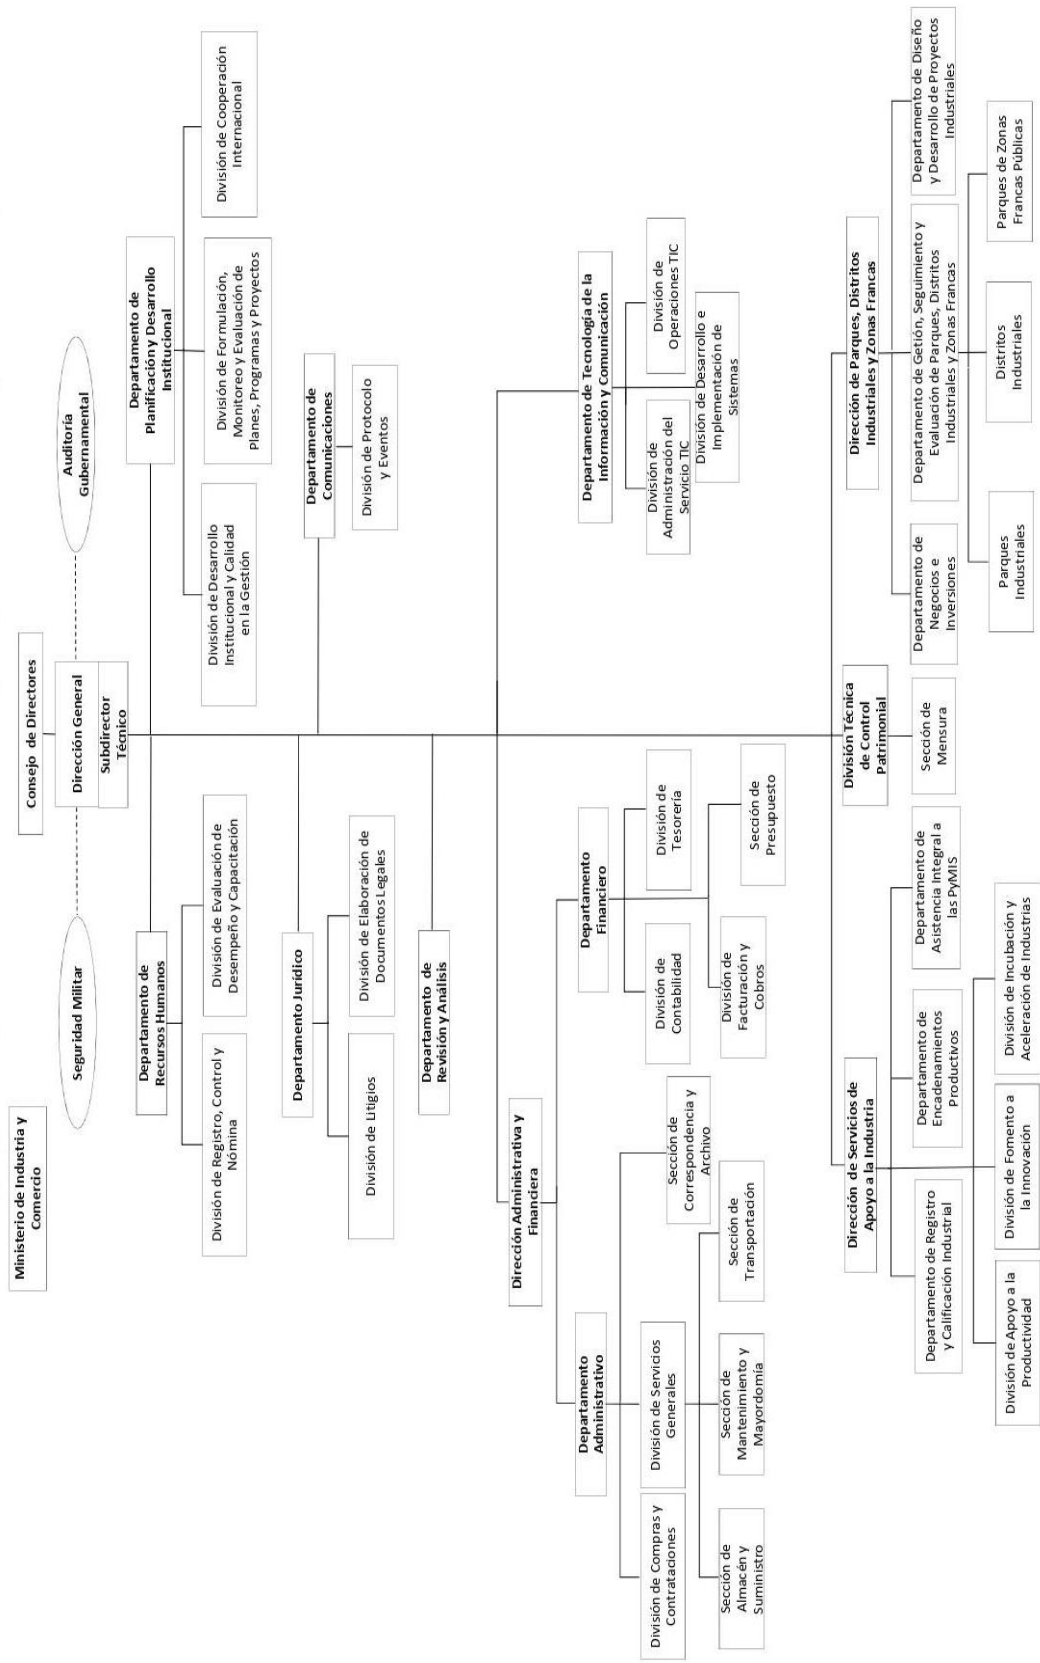 Ministerio de Industria y
Comercio
Consejo de Directores
Seguridad Militar
Dirección General
Auditoría
Gubernamental
Subdirector
Técnico
Departamento de
Recursos Humanos
Departamento de
Planificación y Desarrollo
Institucional
División de Registro, Control y
Nómina
División de Evaluación de
Desempeño y Capacitación
División de Desarrollo
Institucional y Calidad
en la Gestión
División de Formulación,
Monitoreo y Evaluación de
Planes, Programas y Proyectos
División de Cooperación
Internacional
Departamento Jurídico
Departamento de
Comunicaciones
División de Litigios
División de Elaboración de
Documentos Legales
División de Protocolo
y Eventos
Departamento de
Revisión y Análisis
Dirección Administrativa y
Financiera
Departamento
Administrativo
Departamento
Financiero
Departamento de Tecnología de la
Información y Comunicación
División de Compras y
Contrataciones
División de Servicios
Generales
Sección de
Correspondencia y
Archivo
División de
Contabilidad
División de
Tesorería
División de
Administración del
Servicio TIC
División de
Operaciones TIC
División de Desarrollo e
Implementación de
Sistemas
Sección de
Almacén y
Suministro
Sección de
Mantenimiento y
Mayordomía
Sección de
Transportación
División de
Facturación y
Cobros
Sección de
Presupuesto
Dirección de Servicios de
Apoyo a la Industria
División Técnica
de Control
Patrimonial
Dirección de Parques, Distritos
Industriales y Zonas Francas
Departamento de Registro
y Calificación Industrial
Departamento de
Encadenamientos
Productivos
Departamento de
Asistencia Integral a
las PyMIS
Sección de
Mensura
Departamento de
Negocios e
Inversiones
Departamento de Getión, Seguimiento y
Evaluación de Parques, Distritos
Industriales y Zonas Francas
Departamento de Diseño
y Desarrollo de Proyectos
Industriales
División de Apoyo a la
Productividad
División de Fomento a
la Innovación
División de Incubación y
Aceleración de Industrias
Parques
Industriales
Distritos
Industriales
Parques de Zonas
Francas Públicas